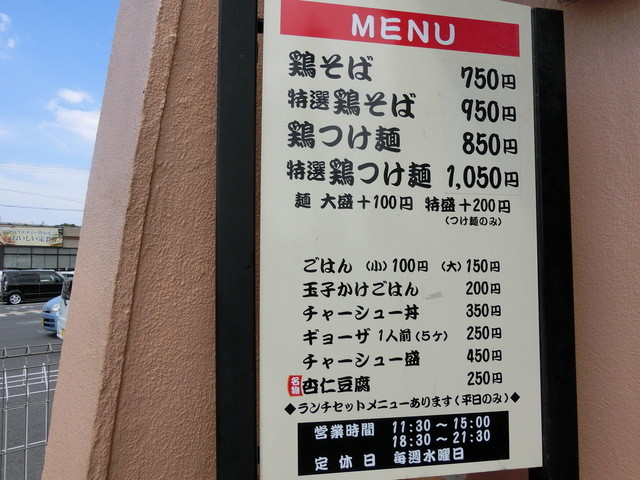 MENU
鶏そば 750円
特選鶏そば 950円
鶏つけ麺 850円
特選鶏つけ麺 1,050円
麺 大盛＋100円 特盛＋200円
(つけ麺のみ)
ごはん (小)100円 (大)150円
玉子かけごはん 200円
チャーシュー丼 350円
ギョーザ 1人前(5ケ) 250円
チャーシュー盛 450円
名物 杏仁豆腐 250円
◆ランチセットメニューあります(平日のみ)◆
営業時間 11:30～15:00
18:30～21:30
定休日 毎週水曜日
おいしい定食